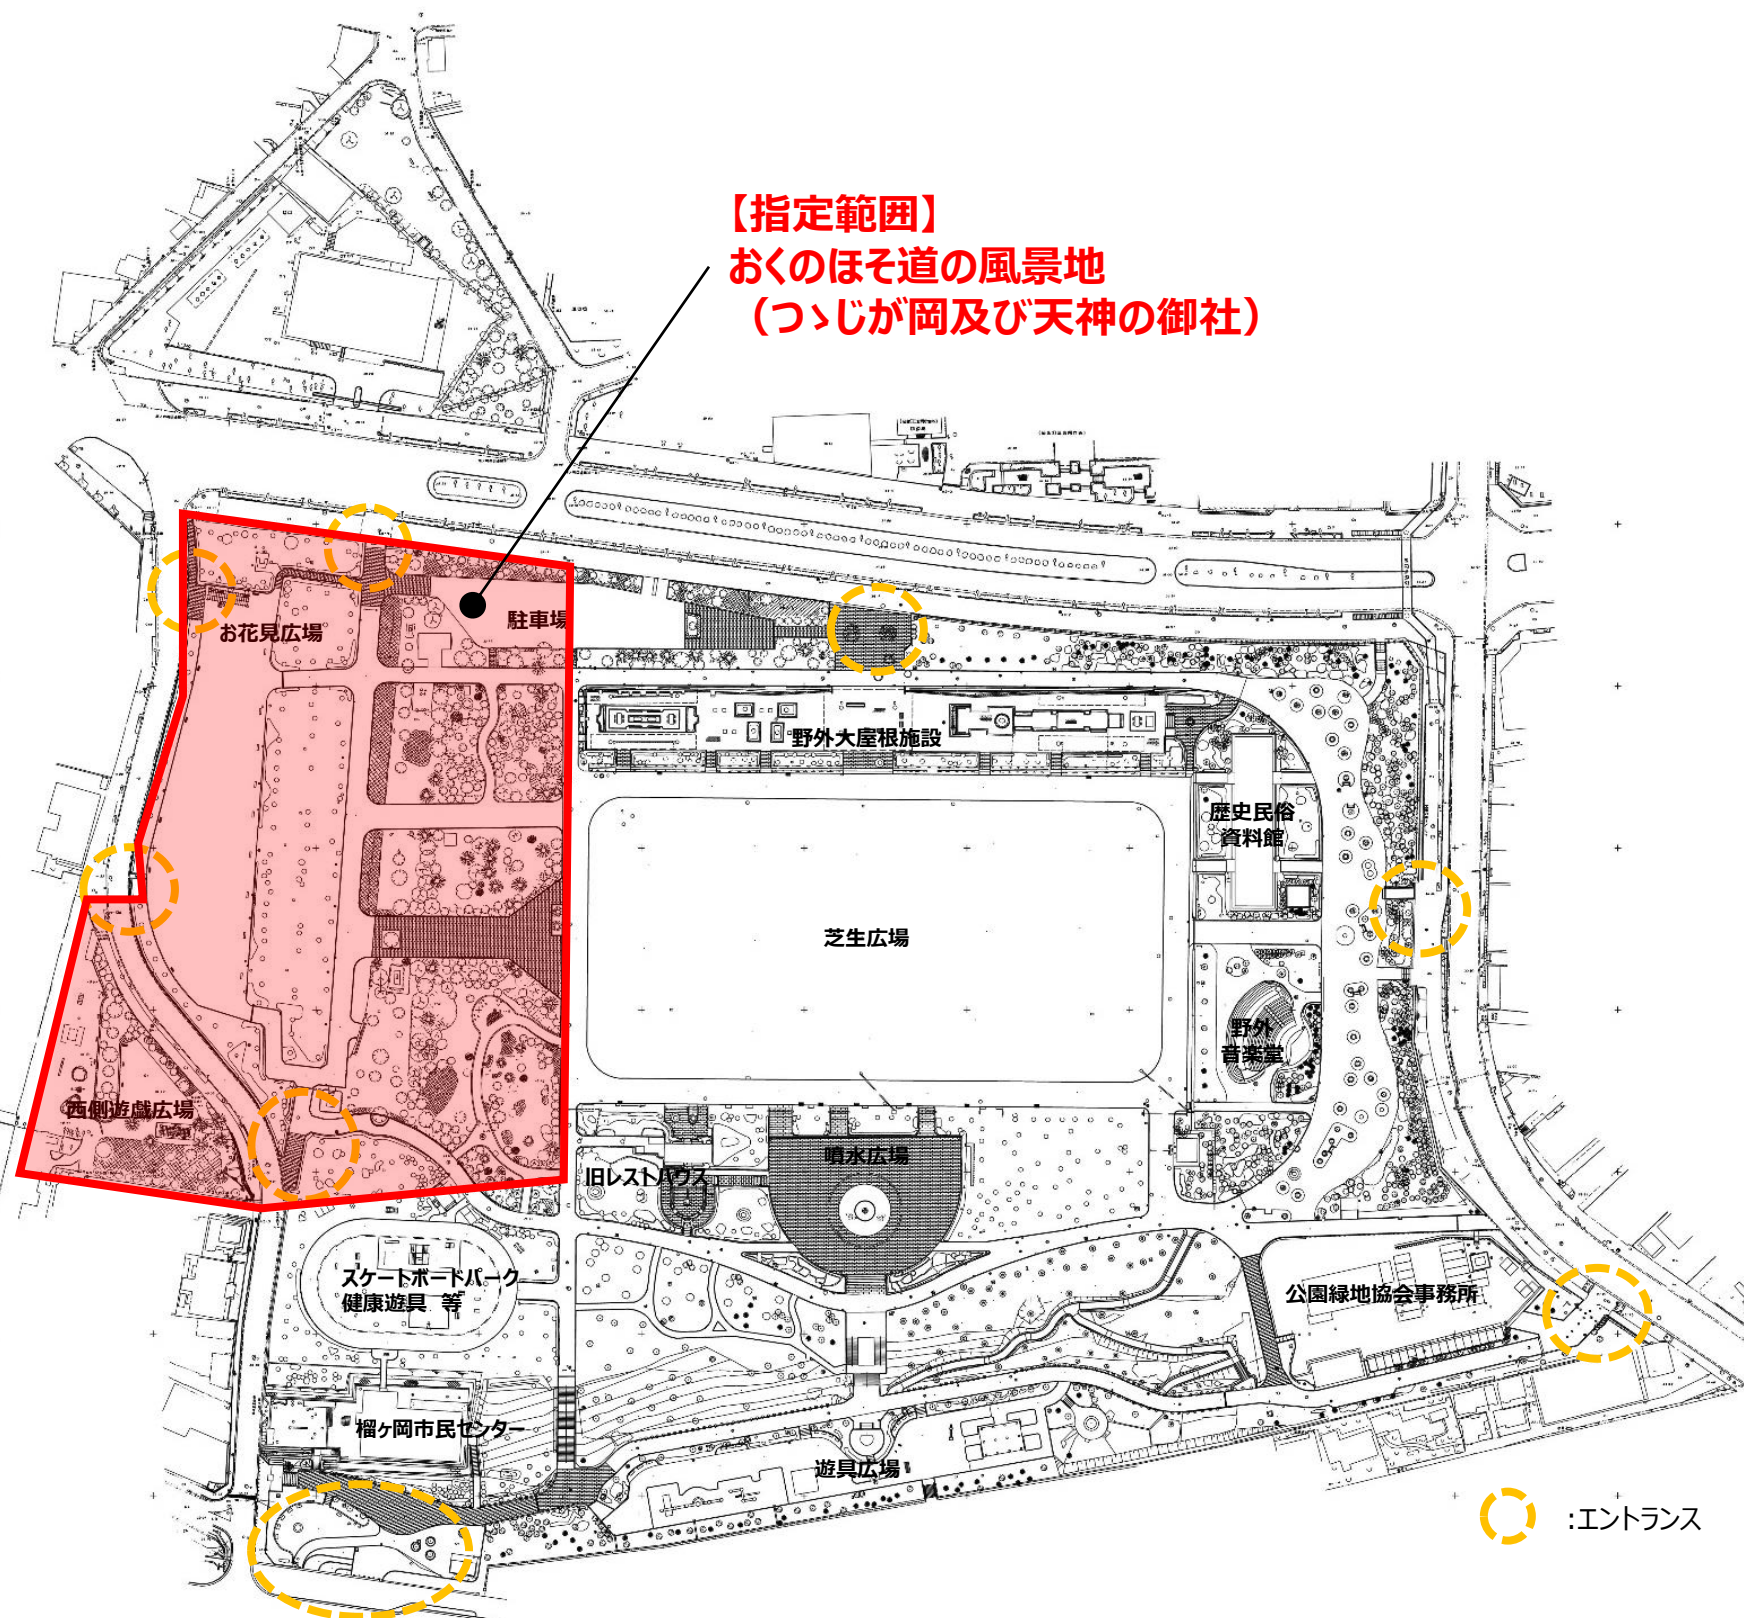 【指定範囲】
おくのほそ道の風景地
（つゝじが岡及び天神の御社）
お花見広場
駐車場
野外大屋根施設
歴史民俗
資料館
芝生広場
野外
音楽堂
西側遊戯広場
噴水広場
旧レストハウス
スケートボードパーク
健康遊具 等
公園緑地協会事務所
榴ヶ岡市民センター
遊具広場
:エントランス